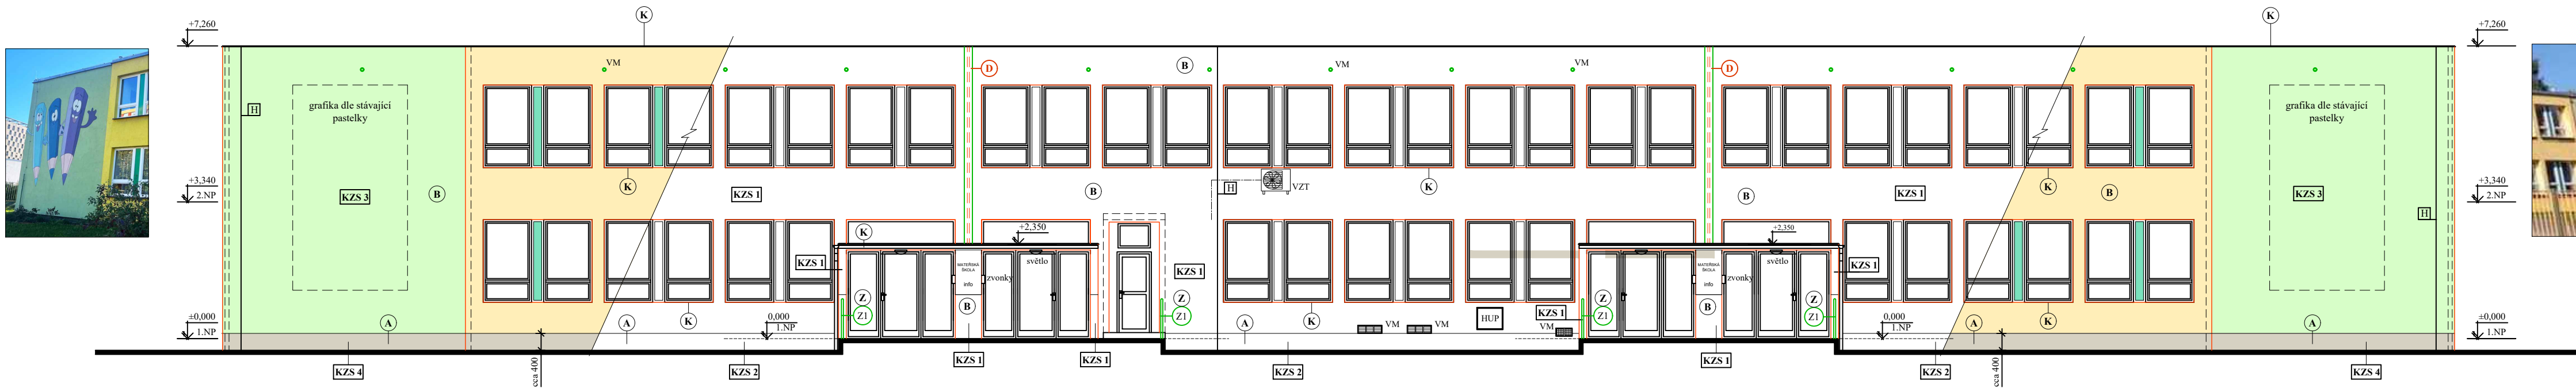 K
K
+7,260
+7,260
VM
D
B
VM
VM
D
H
grafika dle stávající
pastelky
grafika dle stávající
pastelky
+3,340
2.NP
KZS 3
B
K
KZS 1
B
H
VZT
K
B
KZS 1
K
B
KZS 3
H
+3,340
2.NP
K
+2,350
+2,350
KZS 1
MATEŘSKÁ
ŠKOLA
info
zvonky
světlo
KZS 1
MATEŘSKÁ
ŠKOLA
info
zvonky
světlo
KZS 1
±0,000
1.NP
A
A
K
0,000
1.NP
Z
Z1
B
Z
Z1
A
K
VM
VM
HUP
KZS 1
VM
Z
Z1
B
Z
Z1
0,000
1.NP
A
K
A
±0,000
1.NP
KZS 4
cca 400
KZS 2
KZS 1
KZS 1
KZS 2
KZS 1
KZS 2
cca 400
KZS 4